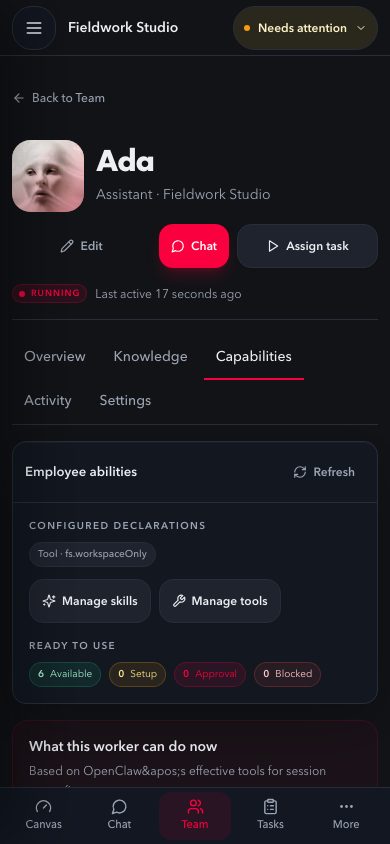 Fieldwork Studio
Needs attention
Back to Team
Ada
Assistant · Fieldwork Studio
Edit
Chat
Assign task
RUNNING
Last active 17 seconds ago
Overview
Knowledge
Capabilities
Activity
Settings
Employee abilities
Refresh
CONFIGURED DECLARATIONS
Tool · fs.workspaceOnly
Manage skills
Manage tools
READY TO USE
6 Available
0 Setup
0 Approval
0 Blocked
What this worker can do now
Based on OpenClaw&apos;s effective tools for session
Canvas
Chat
Team
Tasks
More